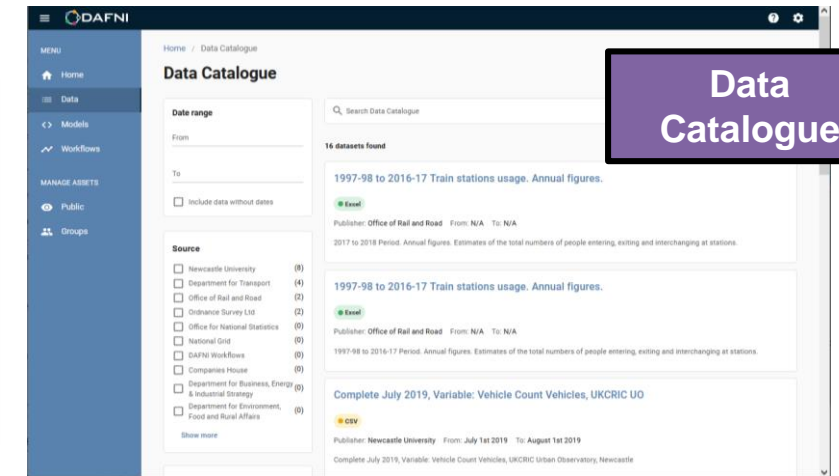 DAFNI
MENU
Home
Data
Models
Workflows
MANAGE ASSETS
Public
Groups
Home / Data Catalogue
Data Catalogue
Date range
From
To
Include data without dates
Source
Newcastle University (8)
Department for Transport (4)
Office of Rail and Road (2)
Ordnance Survey Ltd (2)
Office for National Statistics (0)
National Grid (0)
DAFNI Workflows (0)
Companies House (0)
Department for Business, Energy (0)
& Industrial Strategy
Department for Environment, (0)
Food and Rural Affairs
Show more
Search Data Catalogue
16 datasets found
1997-98 to 2016-17 Train stations usage. Annual figures.
Excel
Publisher: Office of Rail and Road From: N/A To: N/A
2017 to 2018 Period. Annual figures. Estimates of the total numbers of people entering, exiting and interchanging at stations.
1997-98 to 2016-17 Train stations usage. Annual figures.
Excel
Publisher: Office of Rail and Road From: N/A To: N/A
1997-98 to 2016-17 Period. Annual figures. Estimates of the total numbers of people entering, exiting and interchanging at stations.
Complete July 2019, Variable: Vehicle Count Vehicles, UKCRIC UO
CSV
Publisher: Newcastle University From: July 1st 2019 To: August 1st 2019
Complete July 2019, Variable: Vehicle Count Vehicles, UKCRIC Urban Observatory, Newcastle
Data
Catalogue